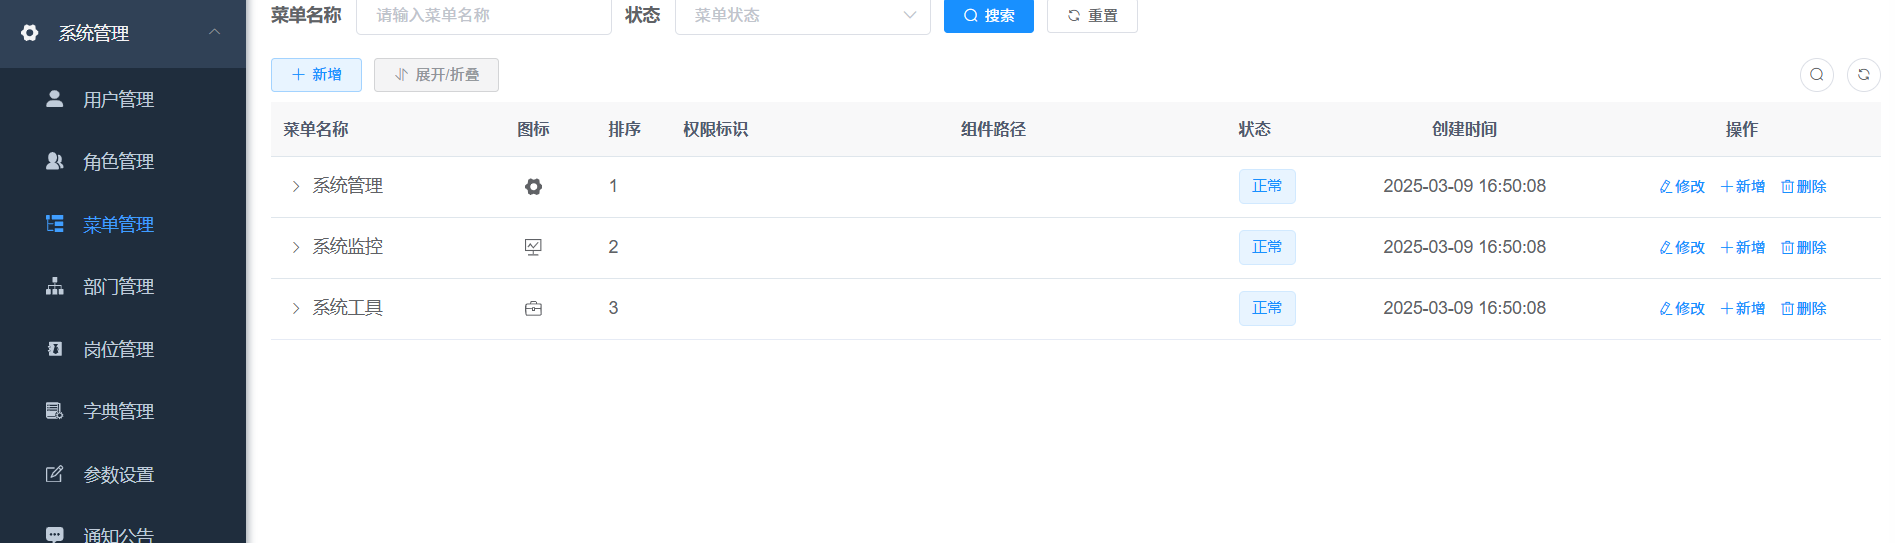 系统管理
用户管理
角色管理
菜单管理
部门管理
岗位管理
字典管理
参数设置
通知公告
菜单名称 请输入菜单名称 状态 菜单状态 搜索 重置
新增 展开/折叠
菜单名称 图标 排序 权限标识 组件路径 状态 创建时间 操作
系统管理 1 正常 2025-03-09 16:50:08 修改 新增 删除
系统监控 2 正常 2025-03-09 16:50:08 修改 新增 删除
系统工具 3 正常 2025-03-09 16:50:08 修改 新增 删除